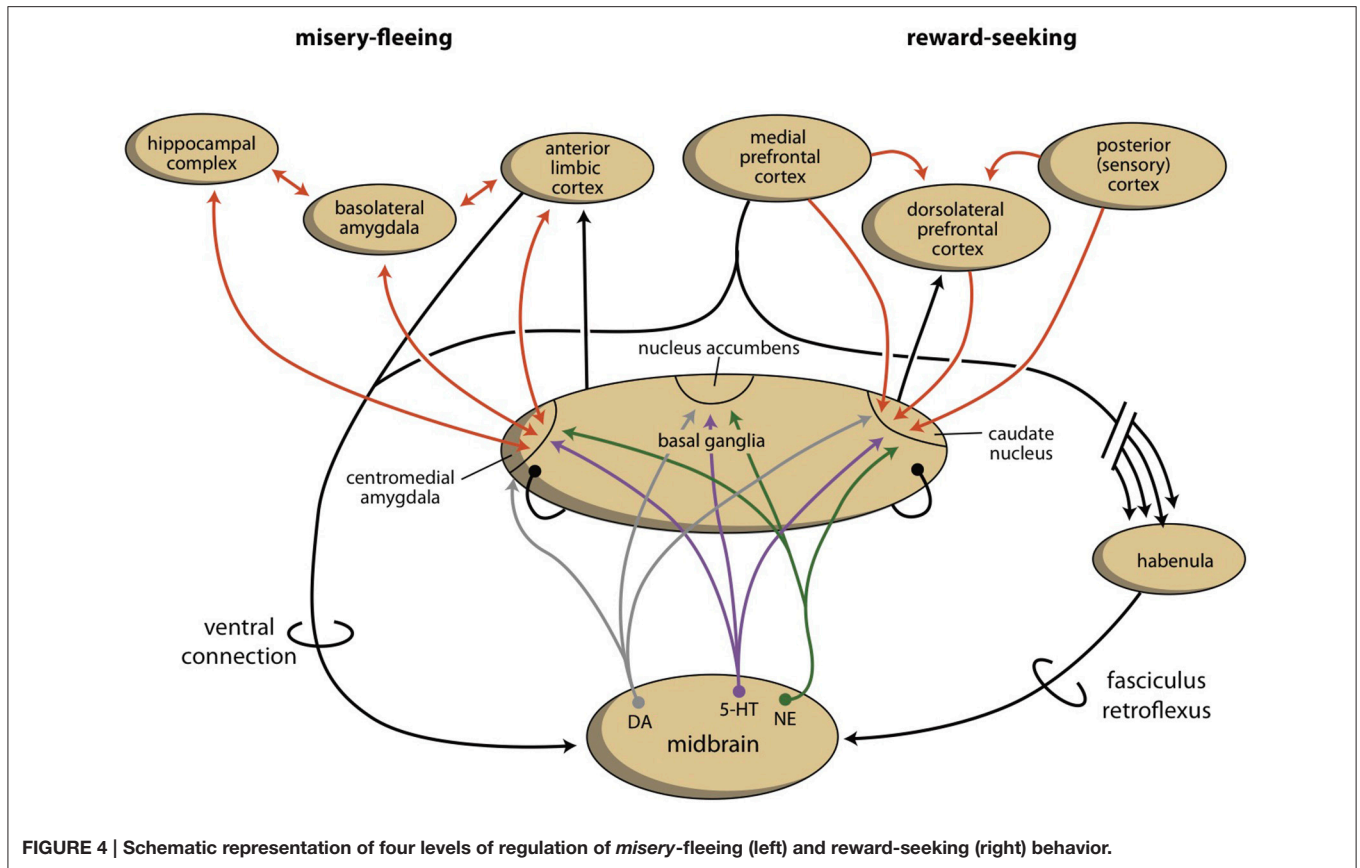 misery-fleeing
reward-seeking
hippocampal
complex
basolateral
amygdala
anterior
limbic
cortex
medial
prefrontal
cortex
dorsolateral
prefrontal
cortex
posterior
(sensory)
cortex
nucleus accumbens
basal ganglia
centromedial
amygdala
caudate
nucleus
habenula
ventral
connection
fasciculus
retroflexus
DA
5-HT
NE
midbrain
FIGURE 4 | Schematic representation of four levels of regulation of misery-fleeing (left) and reward-seeking (right) behavior.